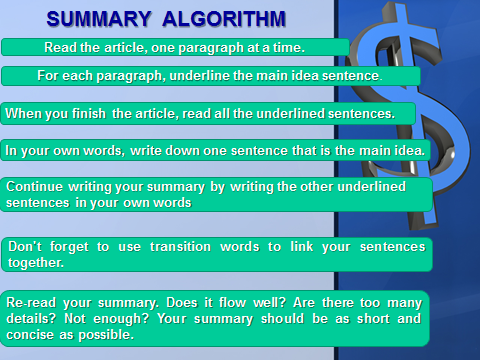 SUMMARY ALGORITHM
Read the article, one paragraph at a time.
For each paragraph, underline the main idea sentence.
When you finish the article, read all the underlined sentences.
In your own words, write down one sentence that is the main idea.
Continue writing your summary by writing the other underlined
sentences in your own words
Don't forget to use transition words to link your sentences
together.
Re-read your summary. Does it flow well? Are there too many
details? Not enough? Your summary should be as short and
concise as possible.